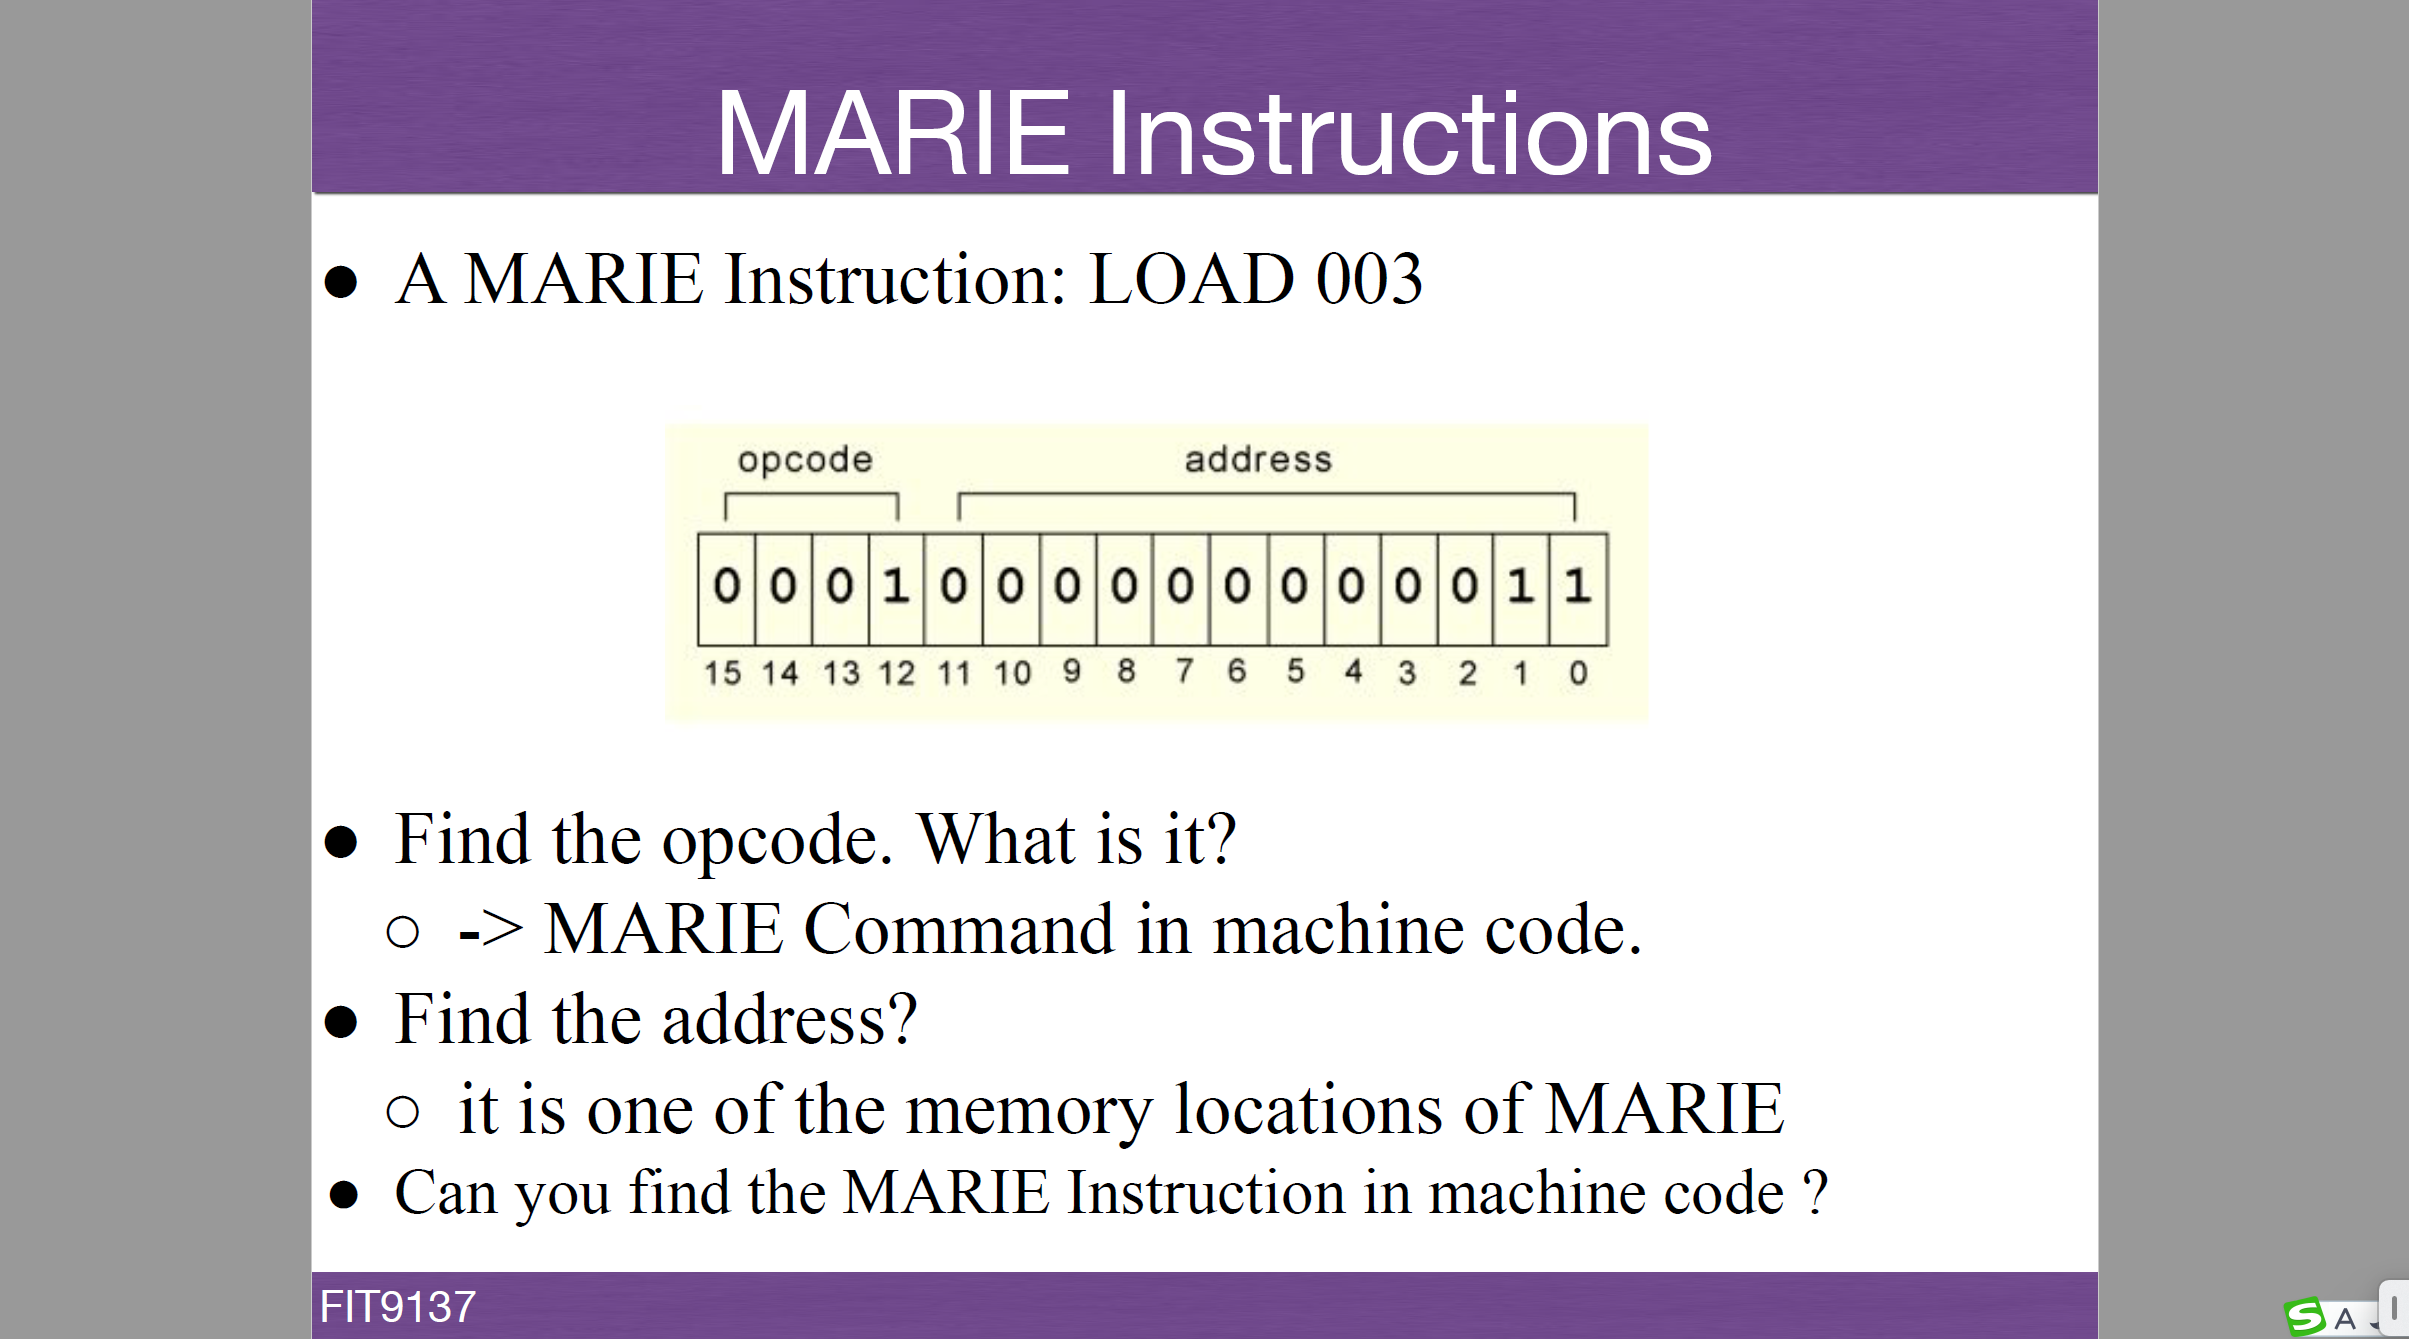 MARIE Instructions
● A MARIE Instruction: LOAD 003
opcode address
0 0 0 1 0 0 0 0 0 0 0 0 0 0 1 1
15 14 13 12 11 10 9 8 7 6 5 4 3 2 1 0
● Find the opcode. What is it?
○ -> MARIE Command in machine code.
● Find the address?
○ it is one of the memory locations of MARIE
● Can you find the MARIE Instruction in machine code ?
FIT9137
S A